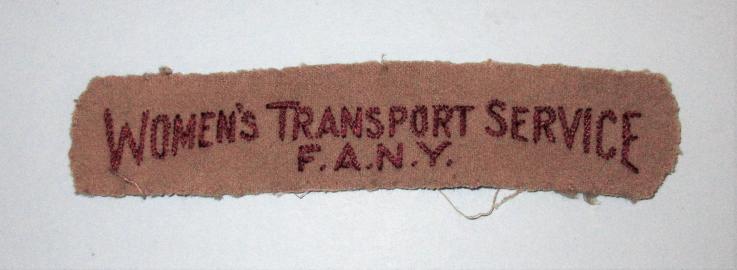 WOMEN'S TRANSPORT SERVICE
F.A.N.Y.